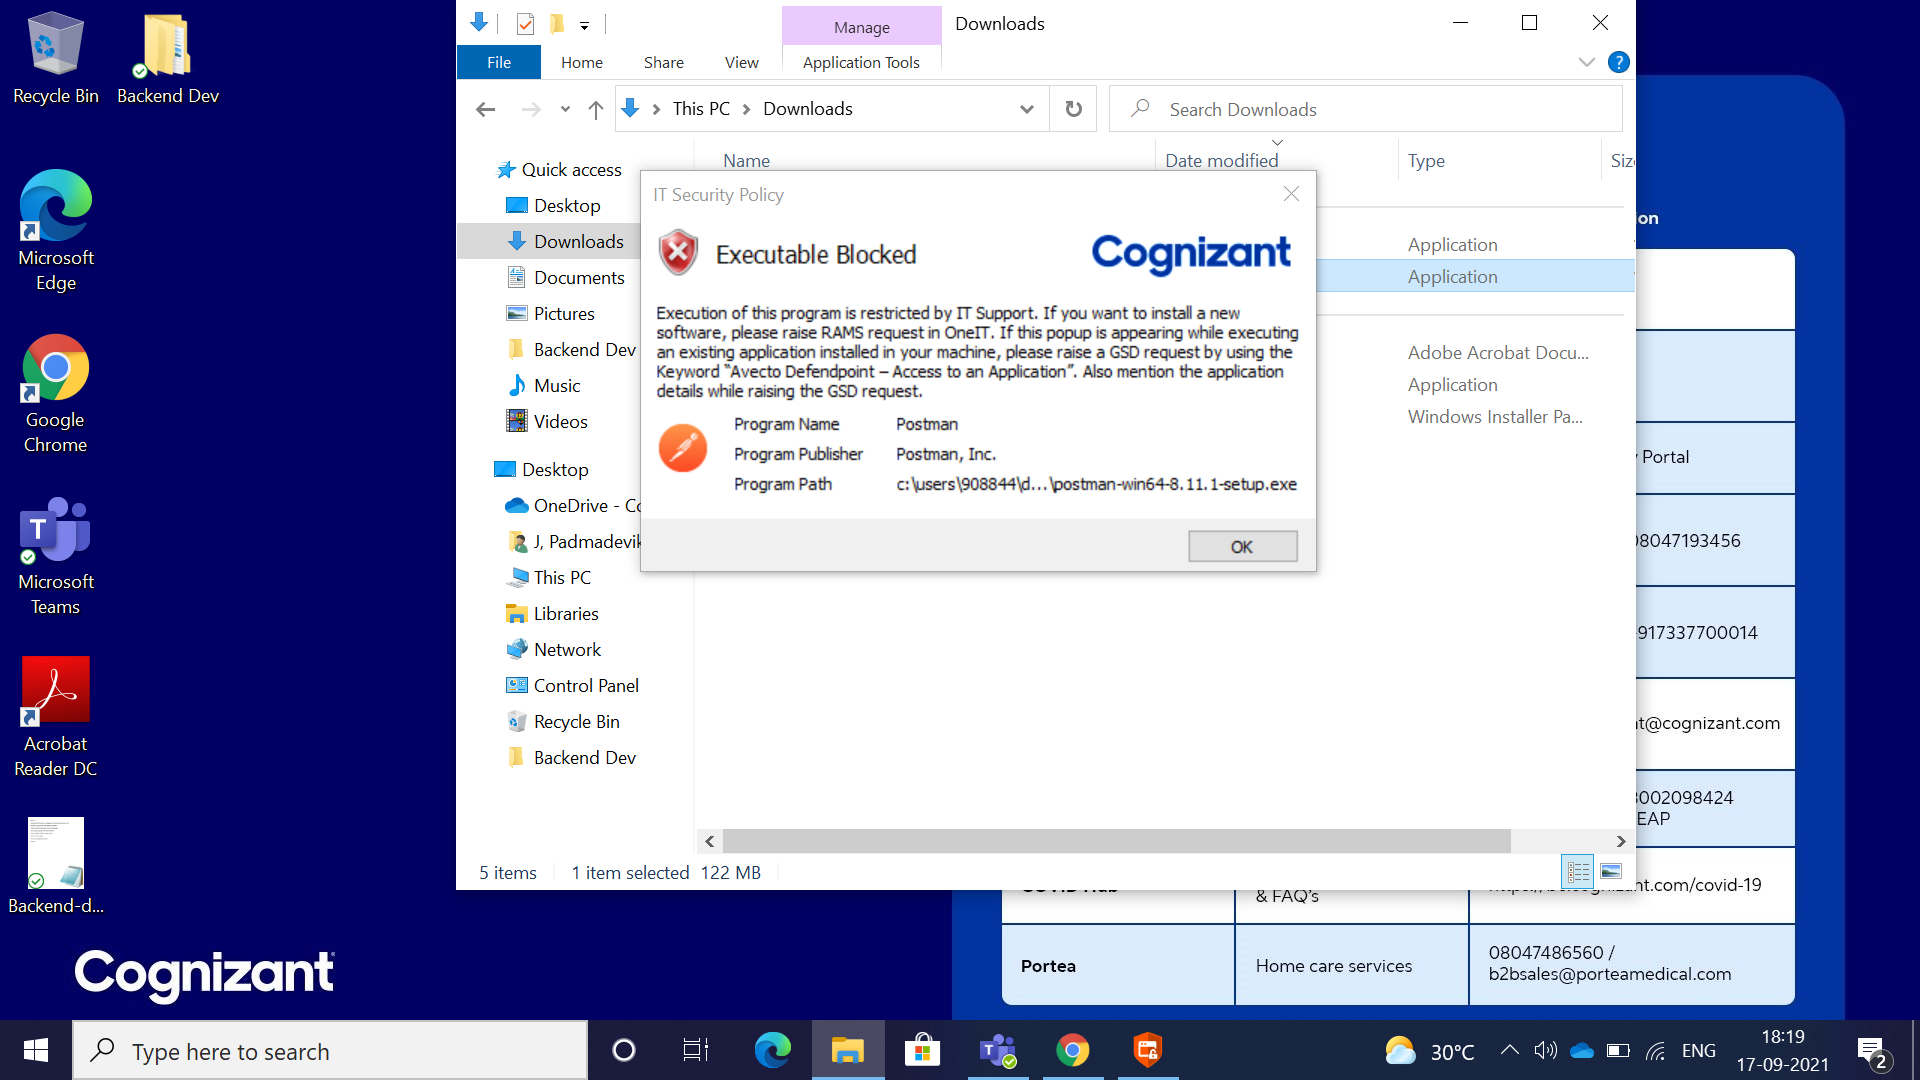 Recycle Bin
Backend Dev
Microsoft
Edge
Google
Chrome
T
Microsoft
Teams
Acrobat
Reader DC
Backend-d...
Cognizant
Manage
Downloads
File
Home
Share
View
Application Tools
?
This PC
Downloads
Search Downloads
Name
Date modified
Type
Quick access
Desktop
Downloads
Documents
Pictures
Backend Dev
Music
Videos
Desktop
OneDrive - Co
J, Padmadevik
This PC
Libraries
Network
Control Panel
Recycle Bin
Backend Dev
Application
Application
Adobe Acrobat Docu...
Application
Windows Installer Pa...
5 items
1 item selected 122 MB
IT Security Policy
Executable Blocked
Cognizant
Execution of this program is restricted by IT Support. If you want to install a new
software, please raise RAMS request in OneIT. If this popup is appearing while executing
an existing application installed in your machine, please raise a GSD request by using the
Keyword "Avecto Defendpoint – Access to an Application". Also mention the application
details while raising the GSD request.
Program Name Postman
Program Publisher Postman, Inc.
Program Path c:\users\908844\d...\postman-win64-8.11.1-setup.exe
OK
ion
Portal
08047193456
917337700014
nt@cognizant.com
3002098424
EAP
& FAQ's
nt.com/covid-19
Portea
Home care services
08047486560 /
b2bsales@porteamedical.com
Type here to search
T
30°C
ENG
18:19
17-09-2021
2